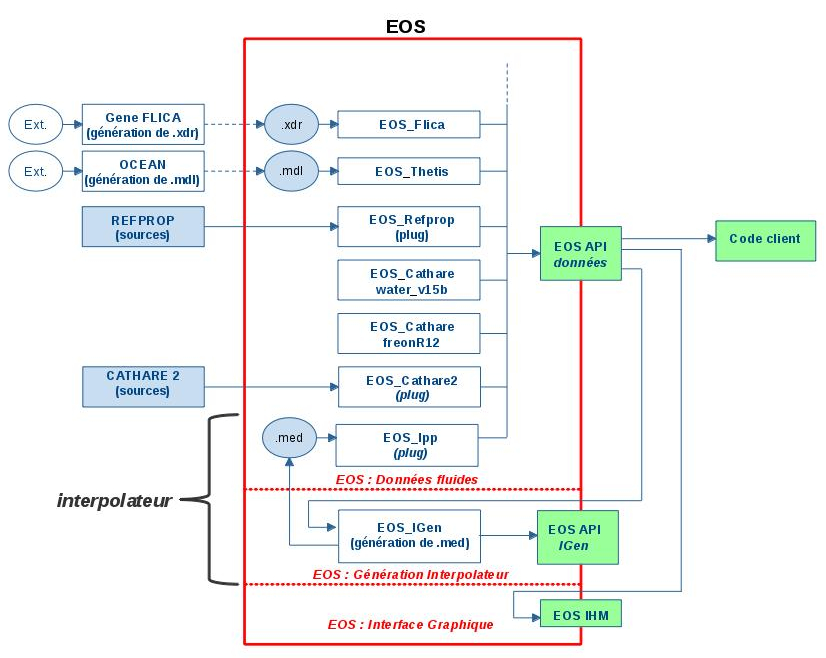 EOS
Ext.
Gene FLICA
(génération de .xdr)
.xdr
EOS_Flica
Ext.
OCEAN
(génération de .mdl)
.mdl
EOS_Thetis
REFPROP
(sources)
EOS_Refprop
(plug)
EOS API
données
Code client
EOS_Cathare
water_v15b
EOS_Cathare
freonR12
CATHARE 2
(sources)
EOS_Cathare2
(plug)
.med
EOS_Ipp
(plug)
EOS : Données fluides
interpolateur
EOS_IGen
(génération de .med)
EOS API
IGen
EOS : Génération Interpolateur
EOS IHM
EOS : Interface Graphique